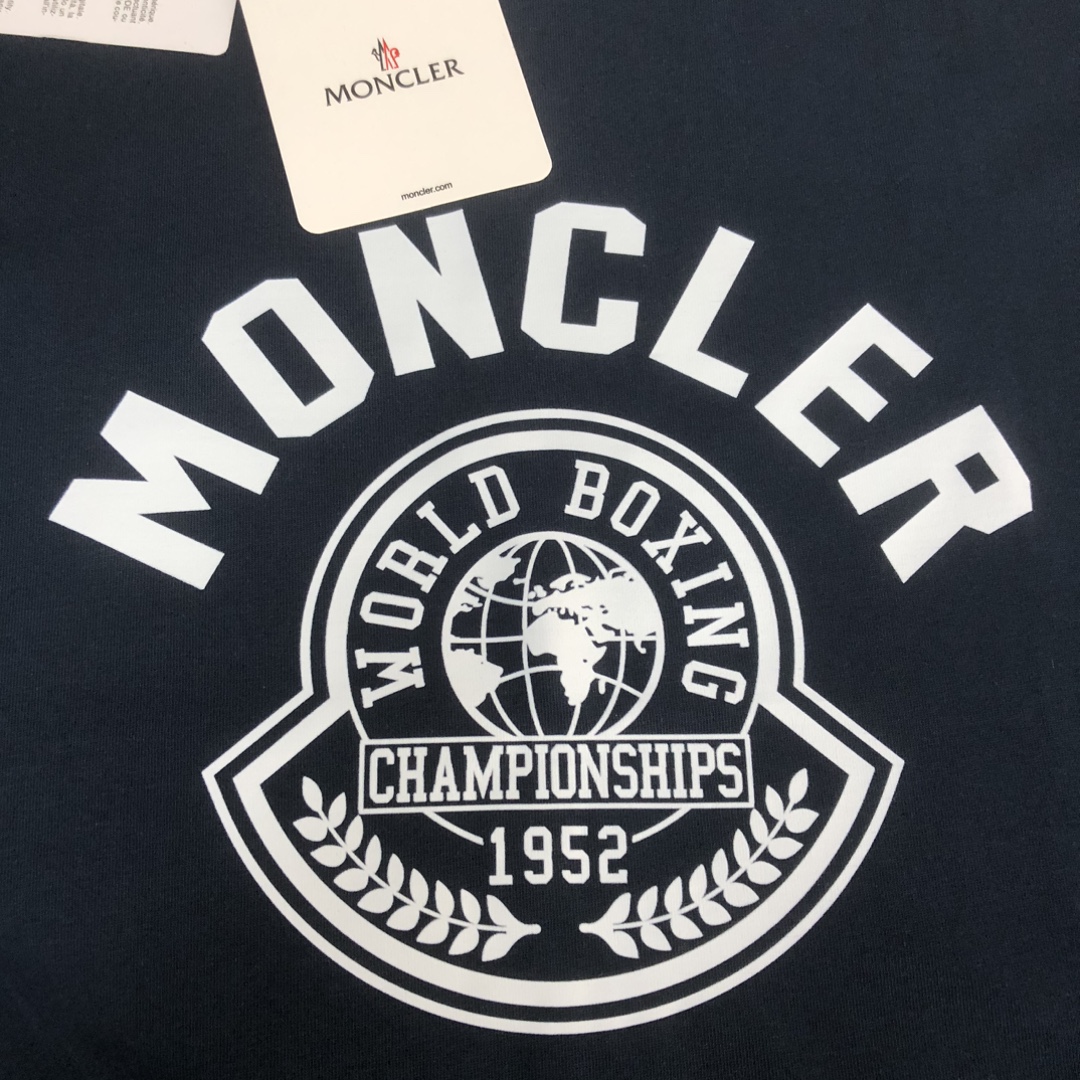 MONCLER
moncler.com
MONCLER
WORLD BOXING
CHAMPIONSHIPS
1952